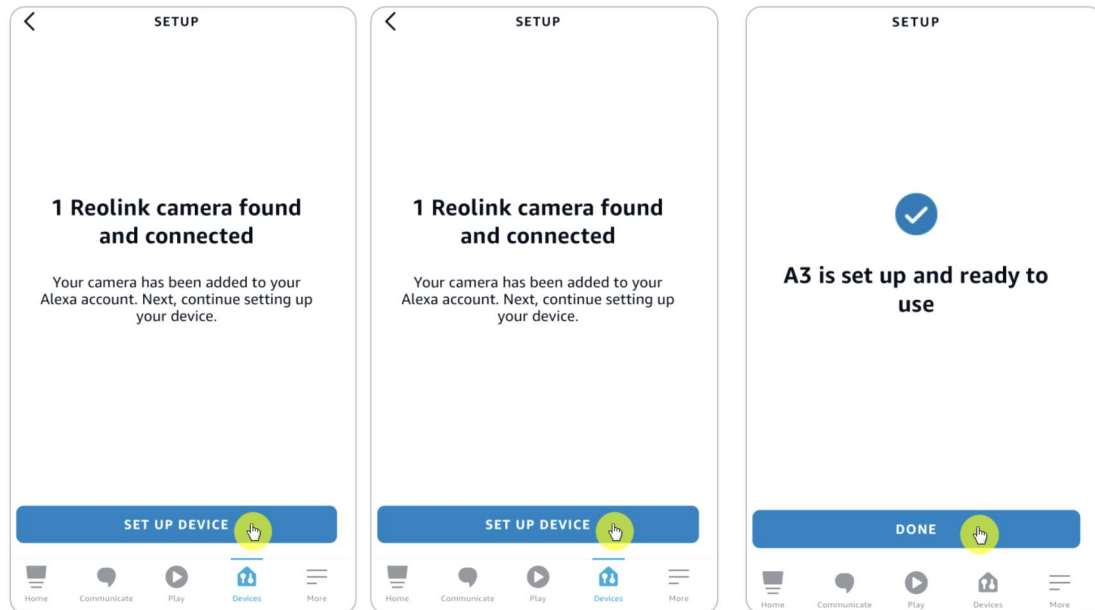 SETUP
1 Reolink camera found
and connected
Your camera has been added to your
Alexa account. Next, continue setting up
your device.
SET UP DEVICE
Home Communicate Play Devices More
SETUP
1 Reolink camera found
and connected
Your camera has been added to your
Alexa account. Next, continue setting up
your device.
SET UP DEVICE
Home Communicate Play Devices More
SETUP
A3 is set up and ready to
use
DONE
Home Communicate Play Devices More